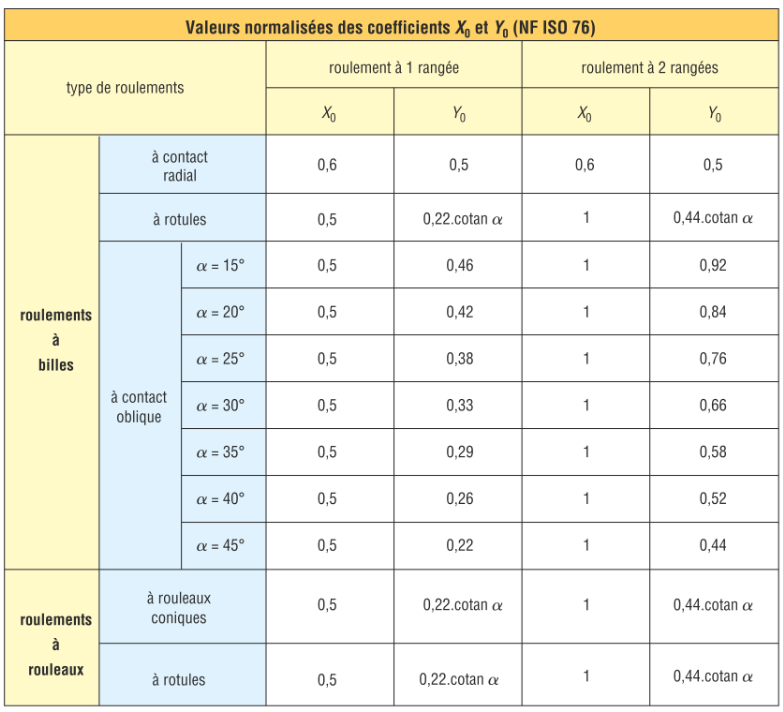 Valeurs normalisées des coefficients X₀ et Y₀ (NF ISO 76)
type de roulements
roulement à 1 rangée
roulement à 2 rangées
X₀ Y₀ X₀ Y₀
roulements
à
billes
à contact
radial
0,6 0,5 0,6 0,5
à rotules 0,5 0,22.cotan α 1 0,44.cotan α
à contact
oblique
α = 15° 0,5 0,46 1 0,92
α = 20° 0,5 0,42 1 0,84
α = 25° 0,5 0,38 1 0,76
α = 30° 0,5 0,33 1 0,66
α = 35° 0,5 0,29 1 0,58
α = 40° 0,5 0,26 1 0,52
α = 45° 0,5 0,22 1 0,44
roulements
à
rouleaux
à rouleaux
coniques
0,5 0,22.cotan α 1 0,44.cotan α
à rotules 0,5 0,22.cotan α 1 0,44.cotan α